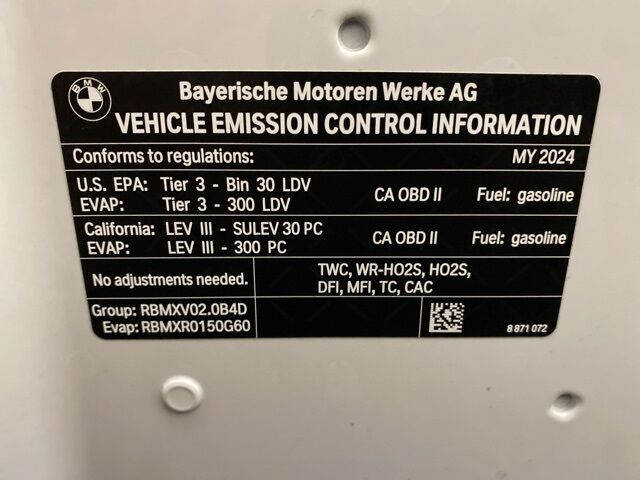 BMW
Bayerische Motoren Werke AG
VEHICLE EMISSION CONTROL INFORMATION
Conforms to regulations: MY 2024
U.S. EPA: Tier 3 - Bin 30 LDV CA OBD II Fuel: gasoline
EVAP: Tier 3 - 300 LDV
California: LEV III - SULEV 30 PC CA OBD II Fuel: gasoline
EVAP: LEV III - 300 PC
No adjustments needed. TWC, WR-HO2S, HO2S,
DFI, MFI, TC, CAC
Group: RBMXV02.0B4D
Evap: RBMXR0150G60 8 871 072